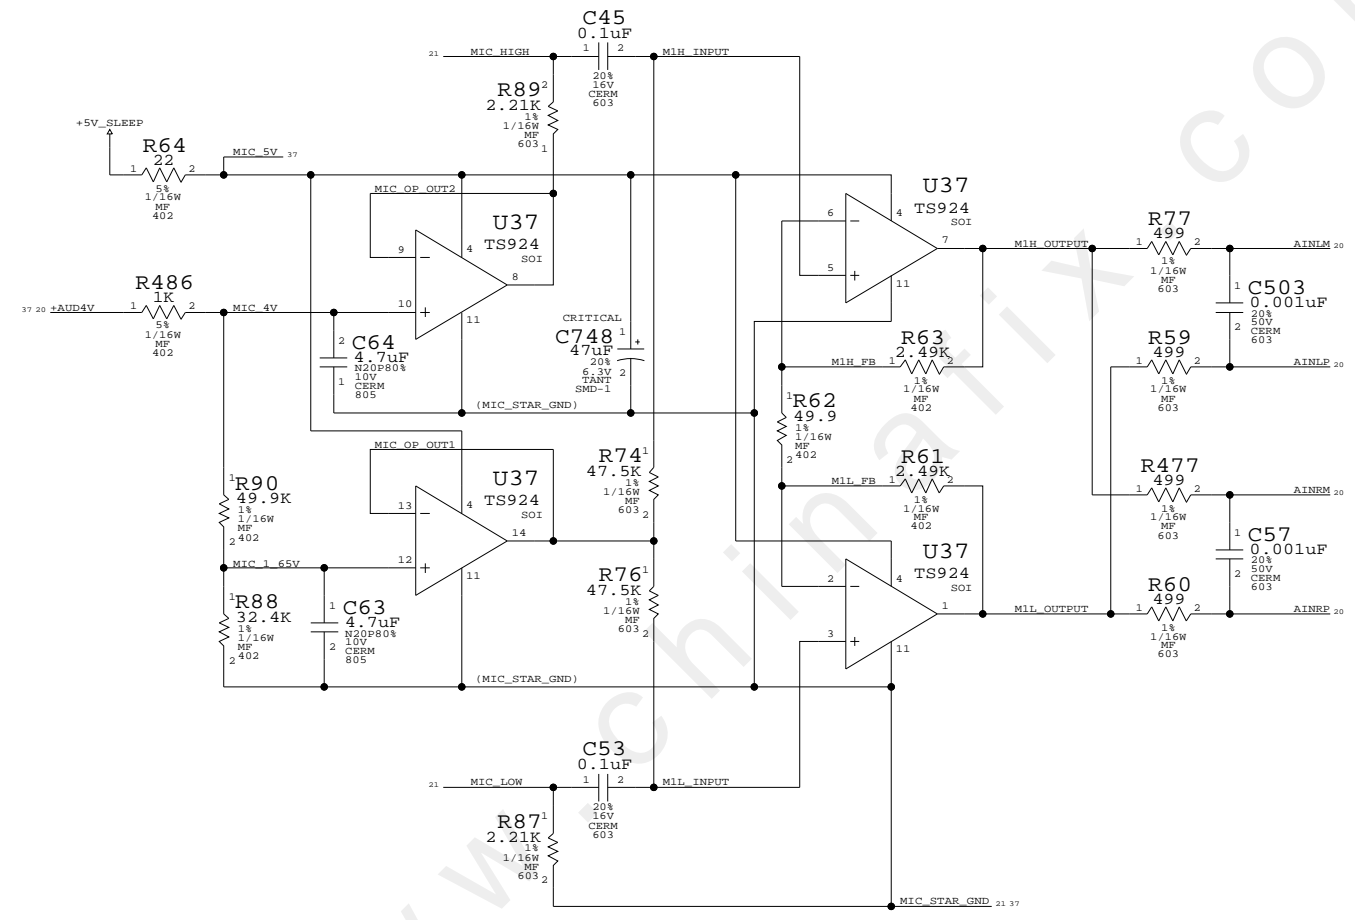 C45
0.1uF
21 MIC_HIGH 1 2 M1H_INPUT
20%
16V
CERM
603
R89 2
2.21K
1%
1/16W
MF
603 1
+5V_SLEEP
R64
22
1 2
5%
1/16W
MF
402
MIC_5V 37
MIC_OP_OUT2
U37
TS924
SOI
9 − 4
8
10 +
11
R486
1K
37 20 +AUD4V 1 2 MIC_4V
5%
1/16W
MF
402
2 C64
4.7uF
N20P80%
10V
1 CERM
805
CRITICAL
1 +
C748
47uF
20%
6.3V
2
TANT
SMD-1
(MIC_STAR_GND)
U37
TS924
SOI
6 − 4
7
5 +
11
M1H_OUTPUT
R77
499
1 2
1%
1/16W
MF
603
AINLM 20
1 C503
0.001uF
20%
50V
2 CERM
603
R63
2.49K
M1H_FB 1 2
1%
1/16W
MF
402
R59
499
1 2
1%
1/16W
MF
603
AINLP 20
1
R62
49.9
1%
1/16W
MF
2 402
R61
2.49K
M1L_FB 1 2
1%
1/16W
MF
402
MIC_OP_OUT1
U37
TS924
SOI
13 − 4
14
12 +
11
R74 1
47.5K
1%
1/16W
MF
603 2
R477
499
1 2
1%
1/16W
MF
603
AINRM 20
1
R90
49.9K
1%
1/16W
MF
2 402
MIC_1_65V
1
R88
32.4K
1%
1/16W
MF
2 402
1 C63
4.7uF
N20P80%
10V
2 CERM
805
R76 1
47.5K
1%
1/16W
MF
603 2
U37
TS924
SOI
2 − 4
1
3 +
11
M1L_OUTPUT
1 C57
0.001uF
20%
50V
2 CERM
603
R60
499
1 2
1%
1/16W
MF
603
AINRP 20
(MIC_STAR_GND)
C53
0.1uF
21 MIC_LOW 1 2 M1L_INPUT
20%
16V
CERM
603
R87 1
2.21K
1%
1/16W
MF
603 2
MIC_STAR_GND 21 37
w.chinafix.co